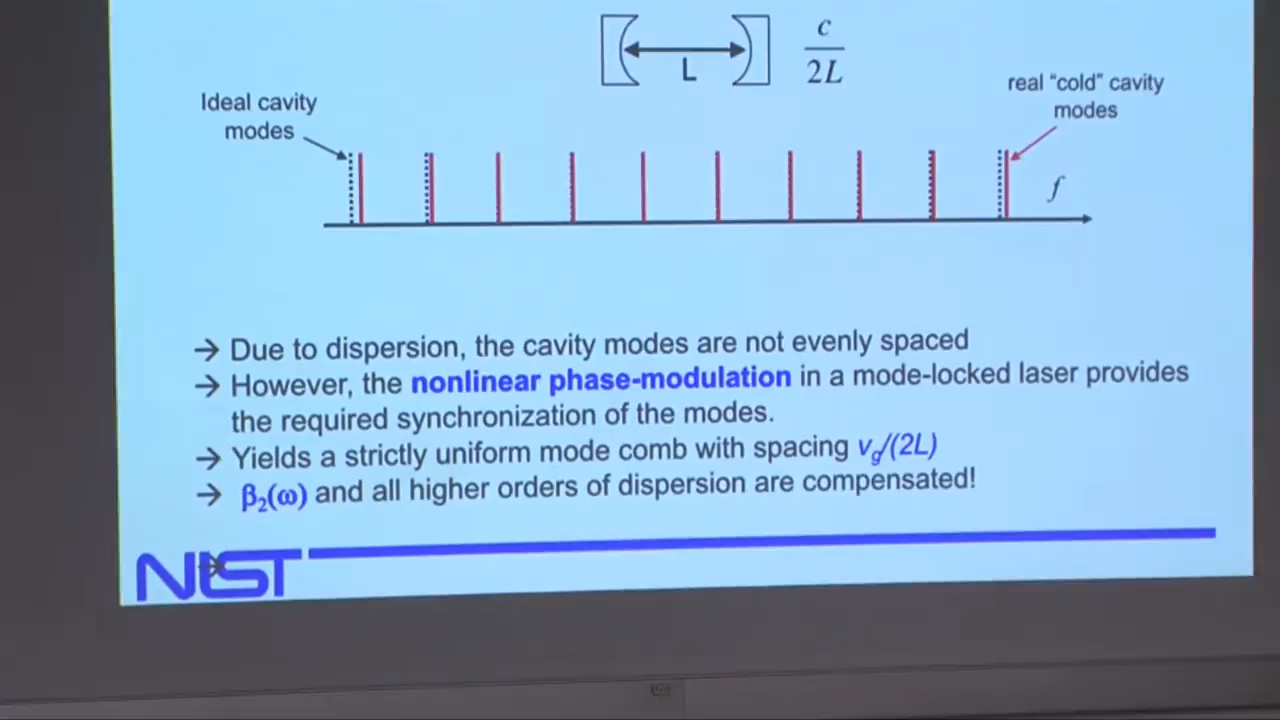 c
2L
L
real “cold” cavity
modes
Ideal cavity
modes
f
→ Due to dispersion, the cavity modes are not evenly spaced
→ However, the nonlinear phase-modulation in a mode-locked laser provides
the required synchronization of the modes.
→ Yields a strictly uniform mode comb with spacing vg/(2L)
→ β2(ω) and all higher orders of dispersion are compensated!
NIST